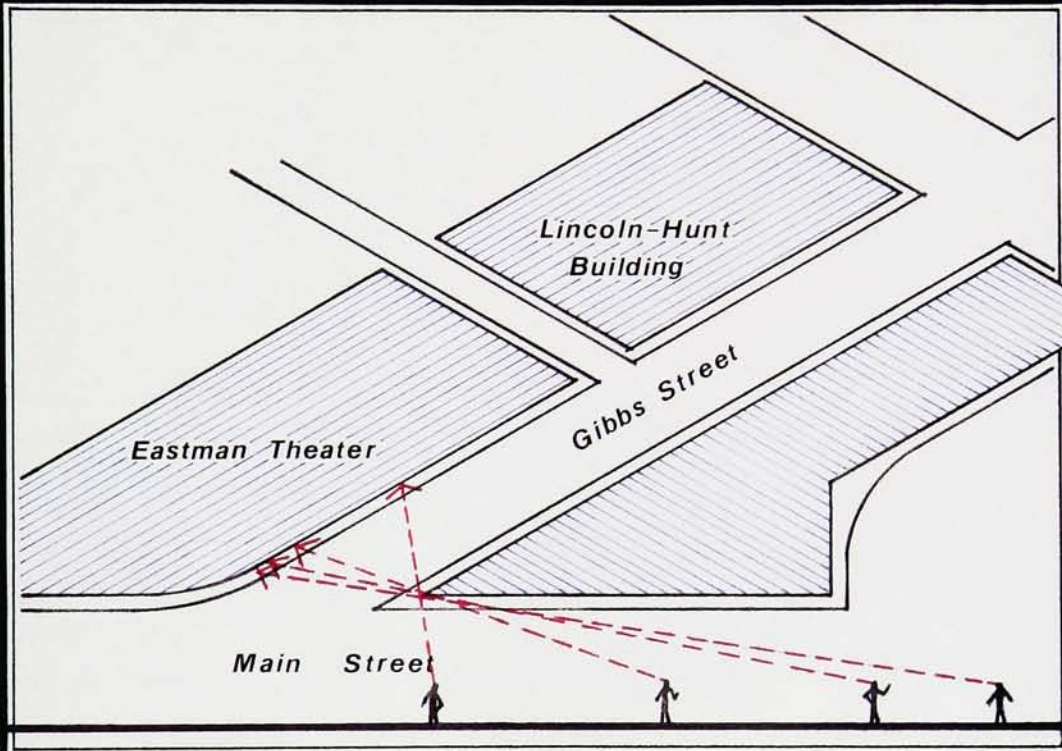 Lincoln-Hunt
Building
Gibbs Street
Eastman Theater
Main Street